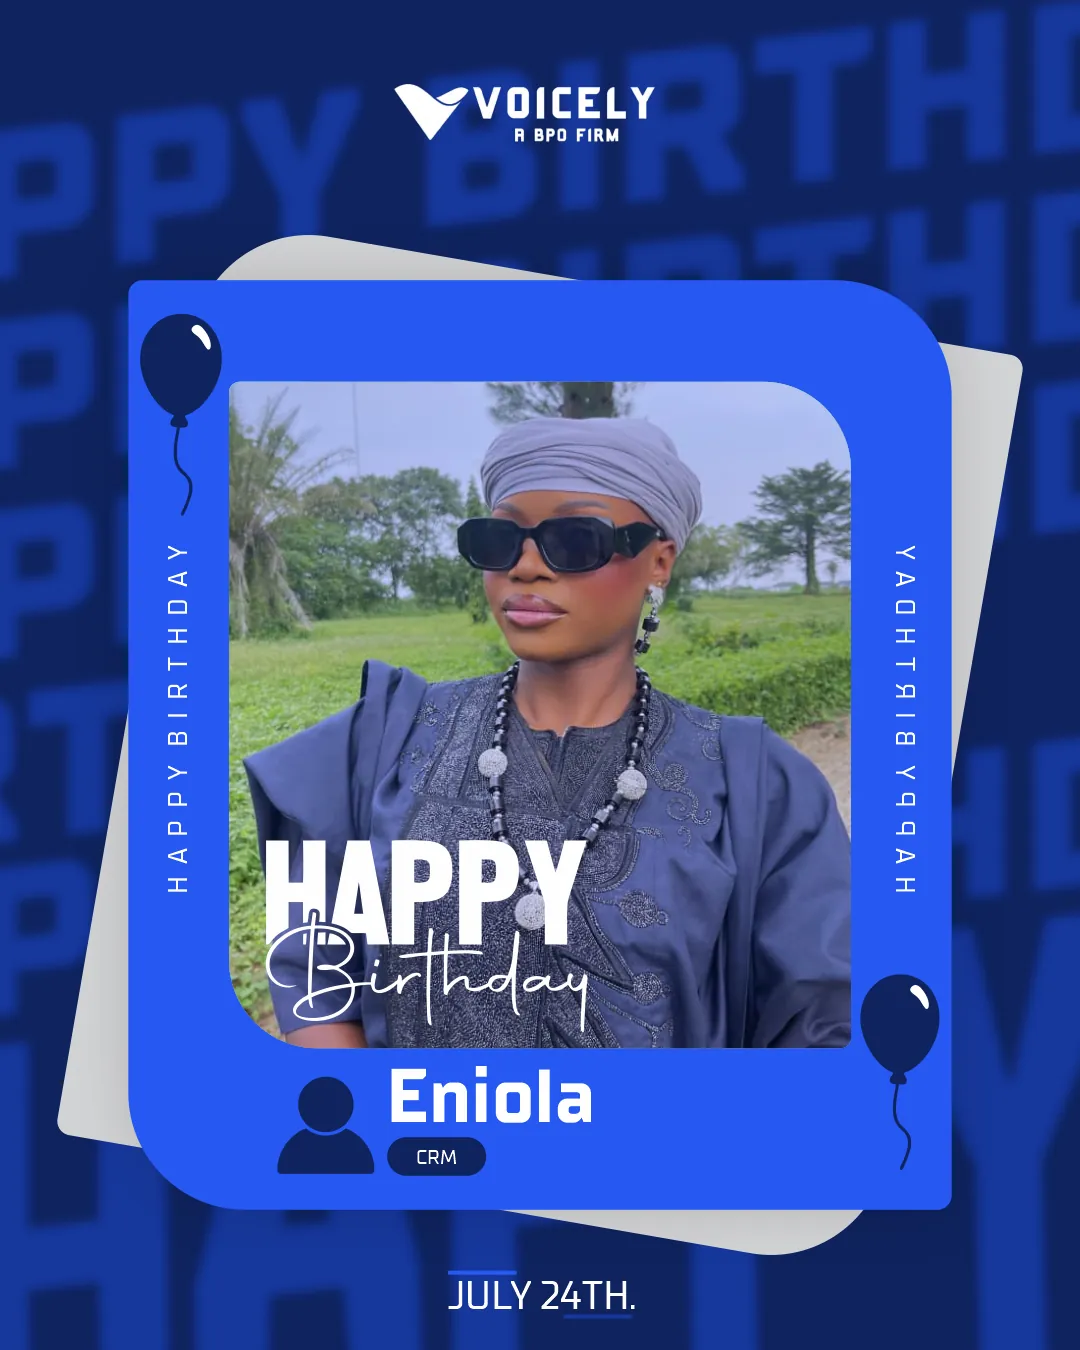 VOICELY
A BPO FIRM
HAPPY BIRTHDAY
HAPPY BIRTHDAY
HAPPY
Birthday
Eniola
CRM
JULY 24TH.